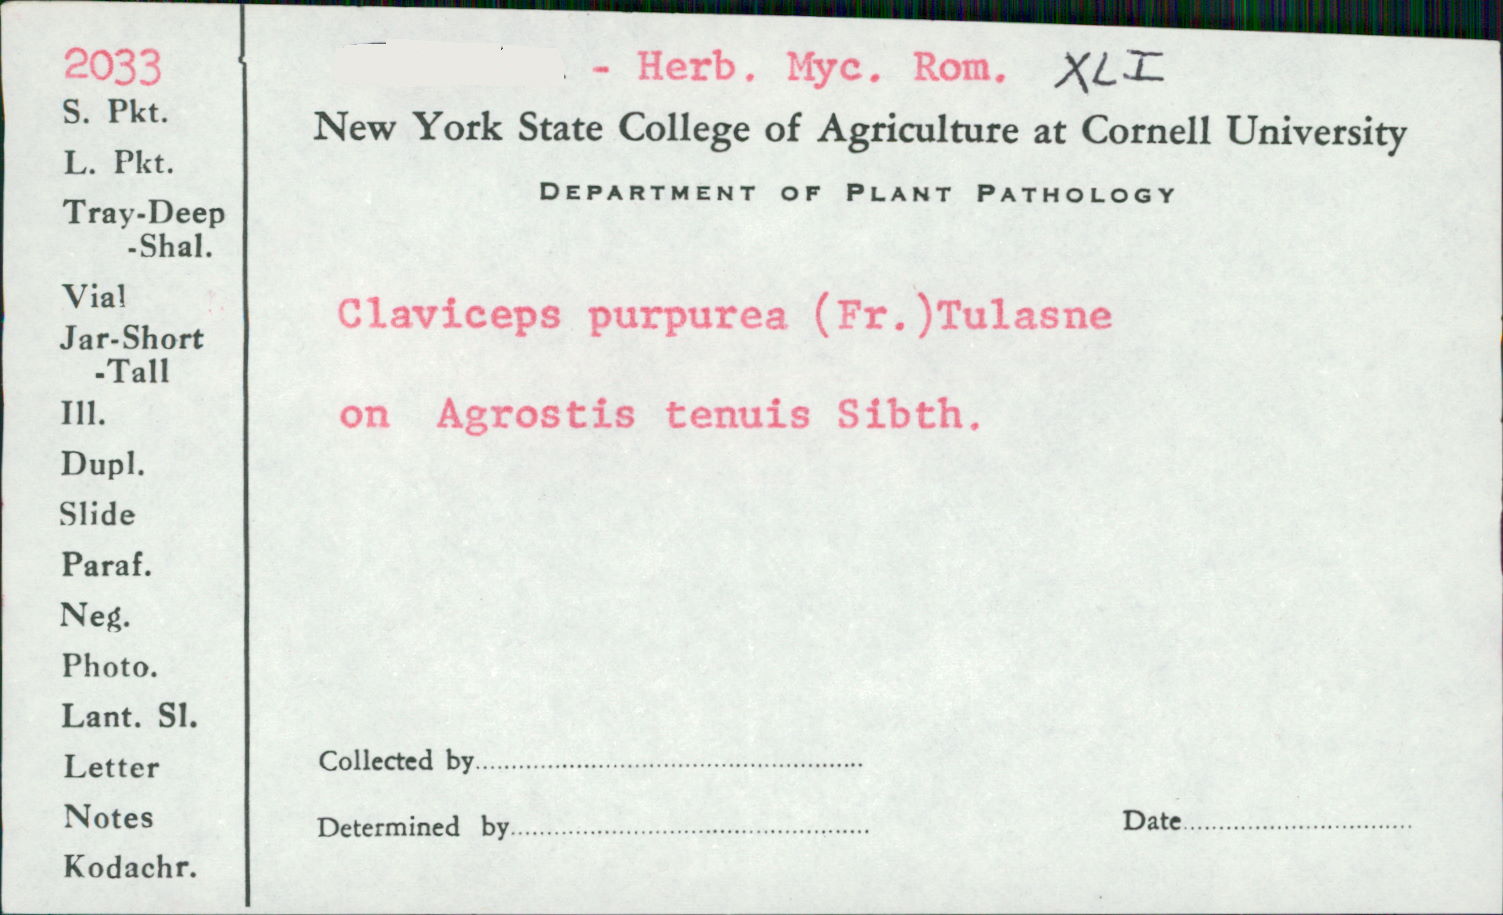 2033
- Herb. Myc. Rom. XLI
New York State College of Agriculture at Cornell University
DEPARTMENT OF PLANT PATHOLOGY
S. Pkt.
L. Pkt.
Tray-Deep
-Shal.
Vial
Jar-Short
-Tall
Ill.
Dupl.
Slide
Paraf.
Neg.
Photo.
Lant. Sl.
Letter
Notes
Kodachr.
Claviceps purpurea (Fr.)Tulasne
on Agrostis tenuis Sibth.
Collected by
Determined by
Date